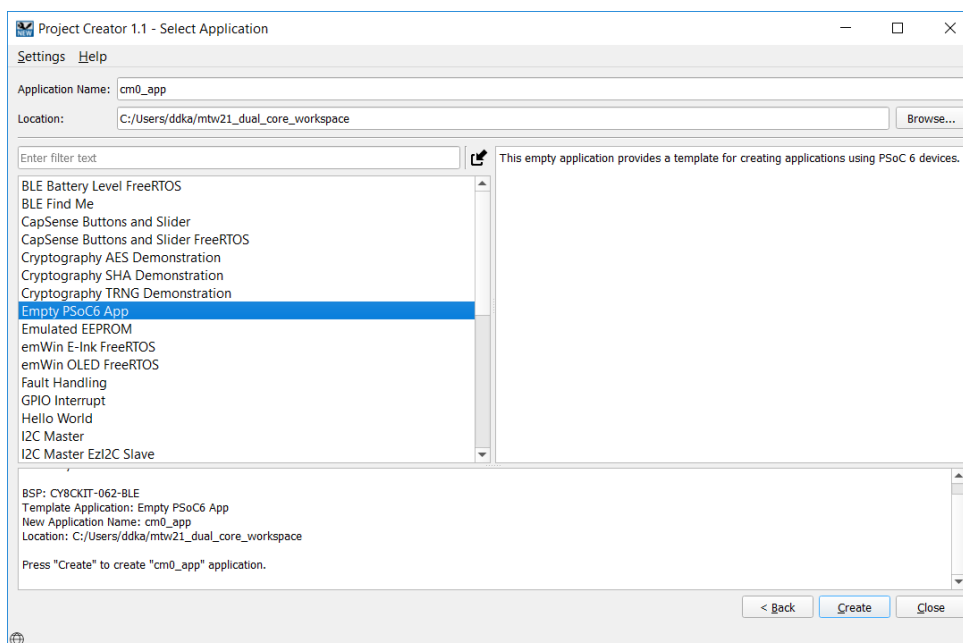 NEW
Project Creator 1.1 - Select Application
Settings Help
Application Name: cm0_app
Location: C:/Users/ddka/mtw21_dual_core_workspace Browse...
Enter filter text
This empty application provides a template for creating applications using PSoC 6 devices.
BLE Battery Level FreeRTOS
BLE Find Me
CapSense Buttons and Slider
CapSense Buttons and Slider FreeRTOS
Cryptography AES Demonstration
Cryptography SHA Demonstration
Cryptography TRNG Demonstration
Empty PSoC6 App
Emulated EEPROM
emWin E-Ink FreeRTOS
emWin OLED FreeRTOS
Fault Handling
GPIO Interrupt
Hello World
I2C Master
I2C Master EzI2C Slave
BSP: CY8CKIT-062-BLE
Template Application: Empty PSoC6 App
New Application Name: cm0_app
Location: C:/Users/ddka/mtw21_dual_core_workspace
Press "Create" to create "cm0_app" application.
< Back Create Close